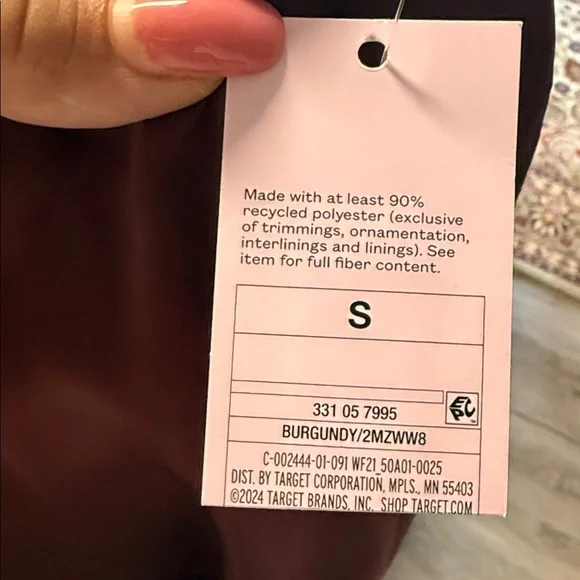 Made with at least 90%
recycled polyester (exclusive
of trimmings, ornamentation,
interlinings and linings). See
item for full fiber content.
S
EPC
331 05 7995
BURGUNDY/2MZWW8
C-002444-01-091 WF21_50A01-0025
DIST. BY TARGET CORPORATION, MPLS., MN 55403
©2024 TARGET BRANDS, INC. SHOP TARGET.COM